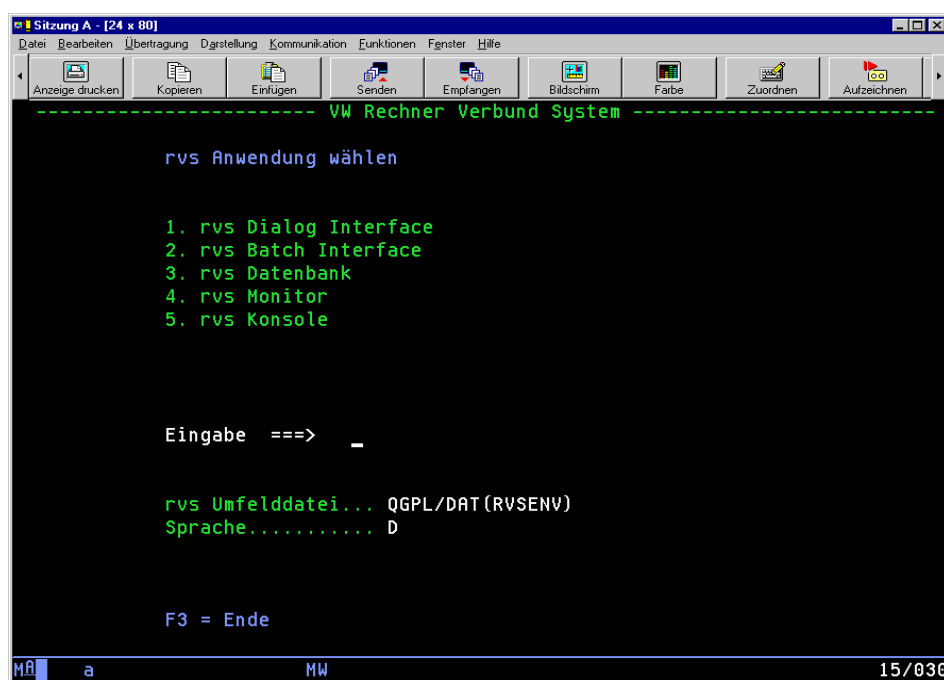 Sitzung A - [24 x 80]
Datei Bearbeiten Übertragung Darstellung Kommunikation Funktionen Fenster Hilfe
Anzeige drucken Kopieren Einfügen Senden Empfangen Bildschirm Farbe Zuordnen Aufzeichnen
------------------------ VW Rechner Verbund System --------------------------
rvs Anwendung wählen
1. rvs Dialog Interface
2. rvs Batch Interface
3. rvs Datenbank
4. rvs Monitor
5. rvs Konsole
Eingabe ===> _
rvs Umfelddatei... QGPL/DAT(RVSENV)
Sprache........... D
F3 = Ende
MA a MW 15/030